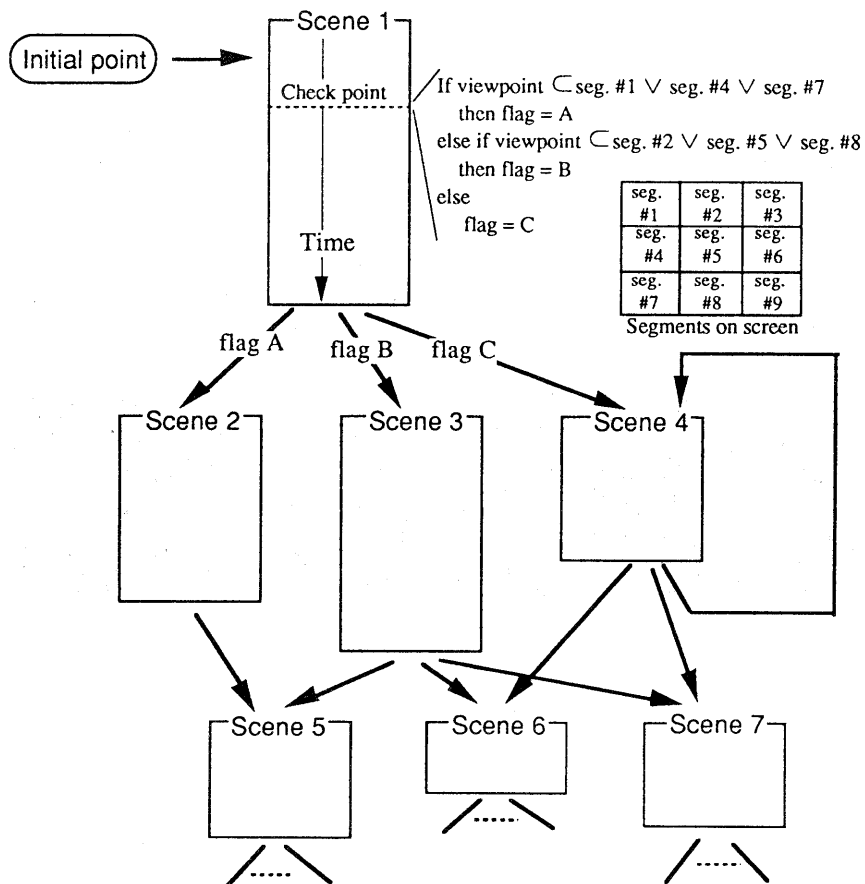 Scene 1
Initial point
Check point
If viewpoint ⊂ seg. #1 ∨ seg. #4 ∨ seg. #7
then flag = A
else if viewpoint ⊂ seg. #2 ∨ seg. #5 ∨ seg. #8
then flag = B
else
flag = C
Time
seg. #1 seg. #2 seg. #3
seg. #4 seg. #5 seg. #6
seg. #7 seg. #8 seg. #9
Segments on screen
flag A flag B flag C
Scene 2 Scene 3 Scene 4
Scene 5 Scene 6 Scene 7